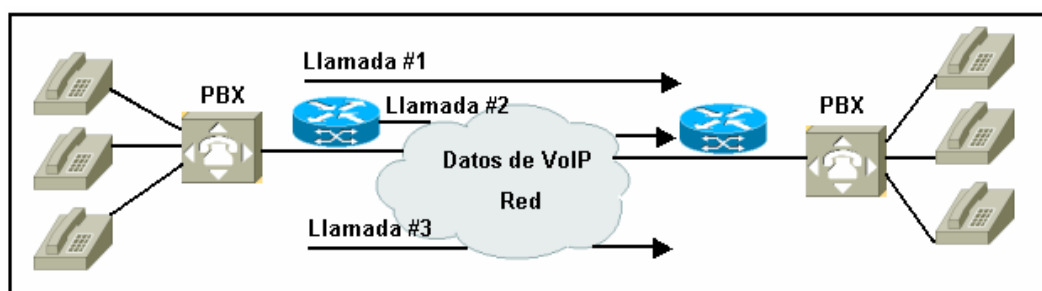 Llamada #1
PBX
Llamada #2
PBX
Datos de VoIP
Red
Llamada #3